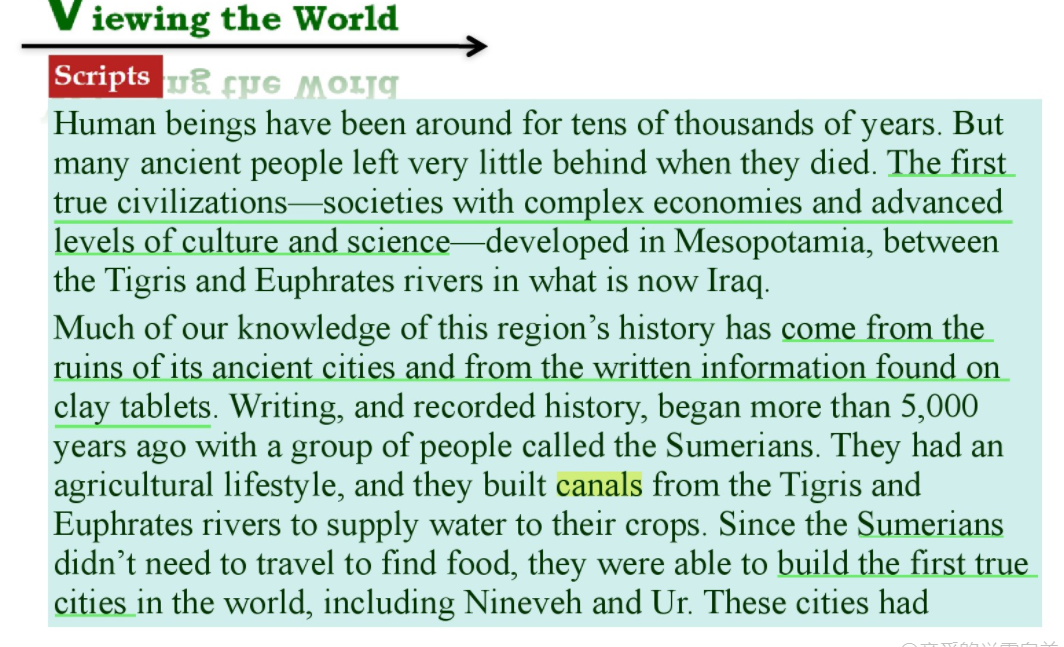 Viewing the World
Scripts
Human beings have been around for tens of thousands of years. But
many ancient people left very little behind when they died. The first
true civilizations—societies with complex economies and advanced
levels of culture and science—developed in Mesopotamia, between
the Tigris and Euphrates rivers in what is now Iraq.
Much of our knowledge of this region's history has come from the
ruins of its ancient cities and from the written information found on
clay tablets. Writing, and recorded history, began more than 5,000
years ago with a group of people called the Sumerians. They had an
agricultural lifestyle, and they built canals from the Tigris and
Euphrates rivers to supply water to their crops. Since the Sumerians
didn't need to travel to find food, they were able to build the first true
cities in the world, including Nineveh and Ur. These cities had